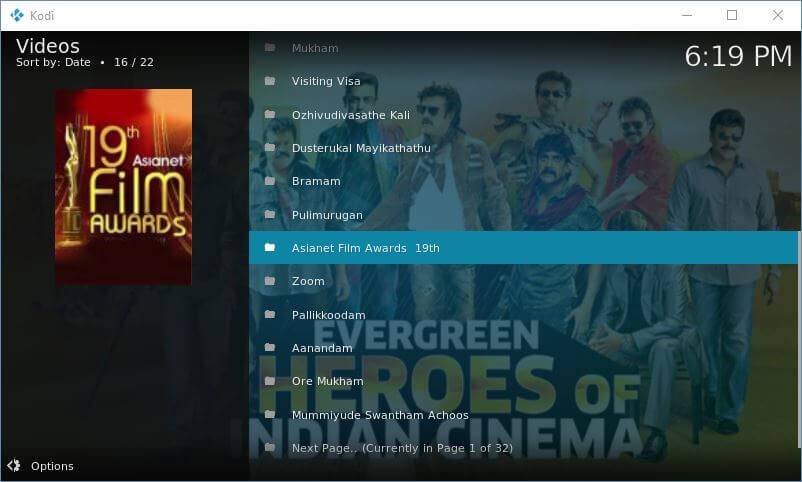 Kodi
Videos
Sort by: Date • 16 / 22
6:19 PM
19th
Asianet
Film
AWARDS
Mukham
Visiting Visa
Ozhivudivasathe Kali
Dusterukal Mayikathathu
Bramam
Pulimurugan
Asianet Film Awards 19th
Zoom
Pallikkoodam
Aanandam
Ore Mukham
Mummiyude Swantham Achoos
Next Page.. (Currently in Page 1 of 32)
EVERGREEN
HEROES OF
INDIAN CINEMA
Options